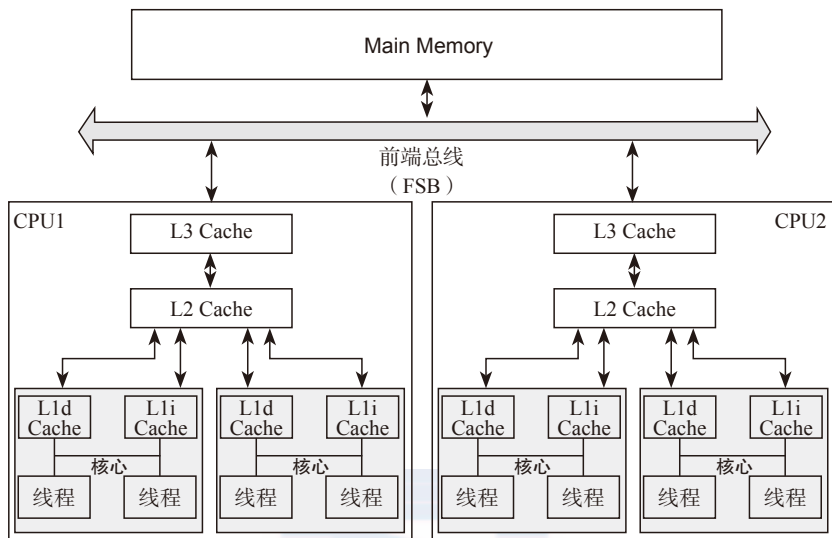 Main Memory
前端总线
（FSB）
CPU1
CPU2
L3 Cache
L3 Cache
L2 Cache
L2 Cache
L1d
Cache
L1i
Cache
L1d
Cache
L1i
Cache
L1d
Cache
L1i
Cache
L1d
Cache
L1i
Cache
核心
核心
核心
核心
线程
线程
线程
线程
线程
线程
线程
线程